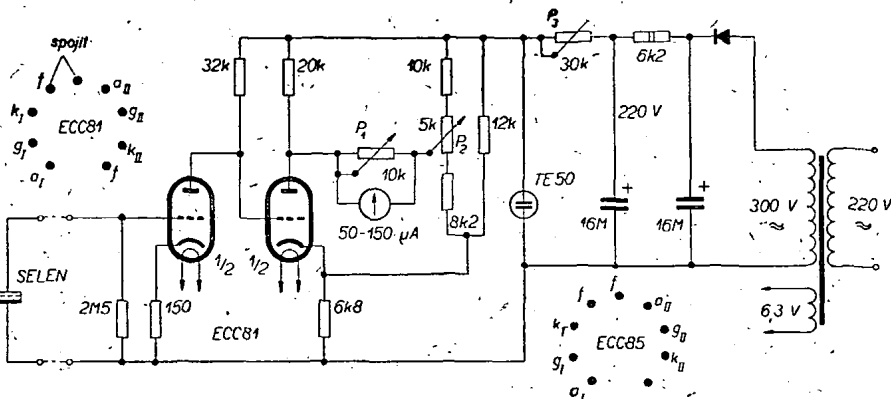 spojit
f
a II
k I
g II
ECC81
g I
k II
a I
f
32k
20k
10k
5k
P1
10k
P2
12k
8k2
50-150 µA
P3
30k
6k2
220 V
TE50
16M
+
16M
+
300 V
≈
220 V
≈
6,3 V
SELEN
2M5
150
1/2
1/2
ECC81
6k8
f
f
a II
k I
g II
ECC85
g I
k II
a I